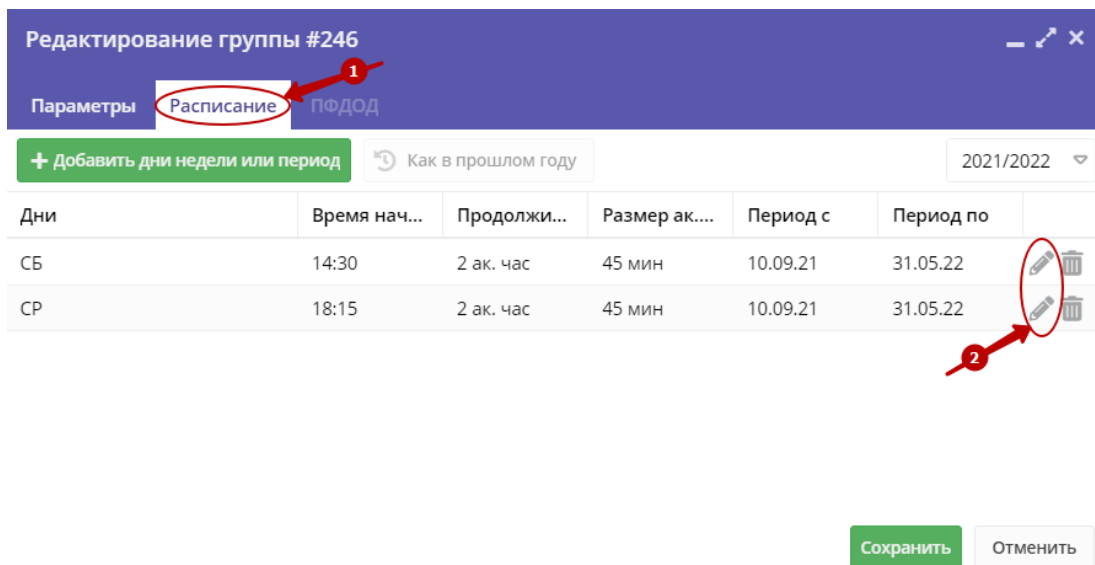 Редактирование группы #246
1
Параметры Расписание ПФДОД
+ Добавить дни недели или период Как в прошлом году 2021/2022
Дни Время нач... Продолжи... Размер ак.... Период с Период по
СБ 14:30 2 ак. час 45 мин 10.09.21 31.05.22
СР 18:15 2 ак. час 45 мин 10.09.21 31.05.22
2
Сохранить Отменить